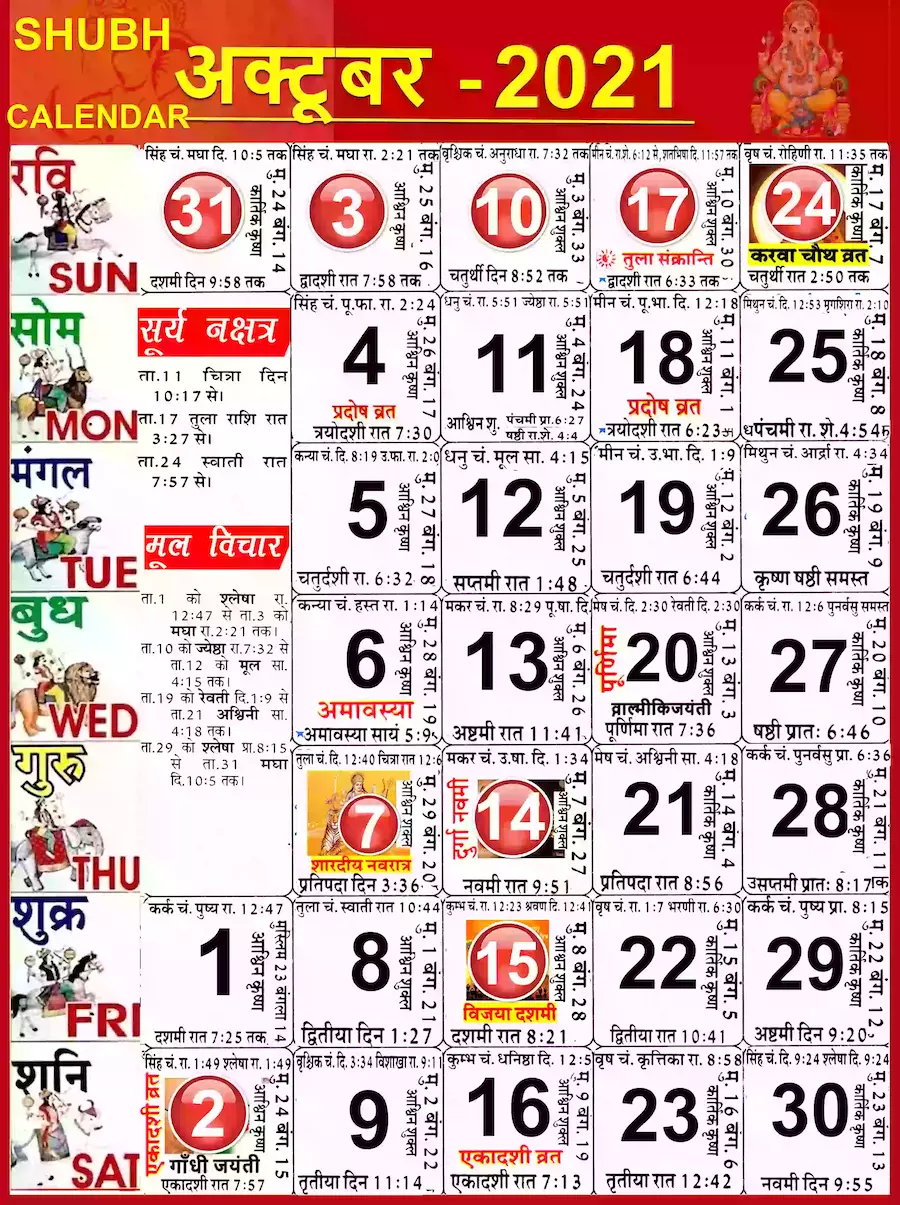 SHUBH
CALENDAR
अक्टूबर - 2021
रवि
SUN
सिंह चं. मघा दि. 10:5 तक
31
कार्तिक कृष्ण
मु. 24 बंग. 14
दशमी दिन 9:58 तक
सिंह चं. मघा रा. 2:21 तक
3
आश्विन कृष्ण
मु. 25 बंग. 16
द्वादशी रात 7:58 तक
वृश्चिक चं. अनुराधा रा. 7:32 तक
10
आश्विन शुक्ल
मु. 3 बंग. 33
चतुर्थी दिन 8:52 तक
मीन चं. रा.शे. 6:12 से, शतभिषा दि. 11:57 तक
17
आश्विन शुक्ल
मु. 10 बंग. 30
तुला संक्रान्ति
द्वादशी रात 6:33 तक
वृष चं. रोहिणी रा. 11:35 तक
24
कार्तिक कृष्ण
मु. 17 बंग. 7
करवा चौथ व्रत
चतुर्थी रात 2:50 तक
सोम
MON
सूर्य नक्षत्र
ता.11 चित्रा दिन
10:17 से।
ता.17 तुला राशि रात
3:27 से।
ता.24 स्वाती रात
7:57 से।
सिंह चं. पू.फा. रा. 2:24
4
आश्विन कृष्ण
मु. 26 बंग. 17
प्रदोष व्रत
त्रयोदशी रात 7:30
धनु चं. रा. 5:51 ज्येष्ठा रा. 5:51
11
आश्विन शुक्ल
मु. 4 बंग. 24
आश्विन शु. पंचमी प्रा. 6:27
षष्ठी रा.शे. 4:4
मीन चं. पू.भा. दि. 12:18
18
आश्विन शुक्ल
मु. 11 बंग. 1
प्रदोष व्रत
त्रयोदशी रात 6:23
मिथुन चं. दि. 12:53 मृगशिरा रा. 2:10
25
कार्तिक कृष्ण
मु. 18 बंग. 8
पंचमी रा. शे. 4:54
मंगल
TUE
मूल विचार
कन्या चं. दि. 8:19 उ.फा. रा. 2:0
5
आश्विन कृष्ण
मु. 27 बंग. 18
चतुर्दशी रा. 6:32
धनु चं. मूल सा. 4:15
12
आश्विन शुक्ल
मु. 5 बंग. 25
सप्तमी रात 1:48
मीन चं. उ.भा. दि. 1:9
19
आश्विन शुक्ल
मु. 12 बंग. 2
चतुर्दशी रात 6:44
मिथुन चं. आर्द्रा रा. 4:34
26
कार्तिक कृष्ण
मु. 19 बंग. 9
कृष्ण षष्ठी समस्त
बुध
WED
ता.1 को श्लेषा रा.
12:47 से ता.3 को
मघा रा.2:21 तक।
ता.10 को ज्येष्ठा रा.7:32 से
ता.12 को मूल सा.
4:15 तक।
ता.19 को रेवती दि.1:9 से
ता.21 अश्विनी सा.
4:18 तक।
ता.29 को श्लेषा प्रा.8:15
से ता.31 मघा
दि.10:5 तक।
कन्या चं. हस्त रा. 1:14
6
आश्विन कृष्ण
मु. 28 बंग. 19
अमावस्या
अमावस्या सायं 5:9
मकर चं. रा. 8:29 पू.षा. दि.
13
आश्विन शुक्ल
मु. 6 बंग. 26
अष्टमी रात 11:41
मेष चं. दि. 2:30 रेवती दि. 2:30
पूर्णिमा
20
आश्विन शुक्ल
मु. 13 बंग. 3
वाल्मीकिजयंती
पूर्णिमा रात 7:36
कर्क चं. रा. 12:6 पुनर्वसु समस्त
27
कार्तिक कृष्ण
मु. 20 बंग. 10
षष्ठी प्रातः 6:46
गुरु
THU
तुला चं. दि. 12:40 चित्रा रात 12:6
7
आश्विन शुक्ल
मु. 29 बंग. 20
शारदीय नवरात्र
प्रतिपदा दिन 3:36
मकर चं. उ.षा. दि. 1:34
दुर्गा नवमी
14
आश्विन शुक्ल
मु. 7 बंग. 27
नवमी रात 9:51
मेष चं. अश्विनी सा. 4:18
21
कार्तिक कृष्ण
मु. 14 बंग. 4
प्रतिपदा रात 8:56
कर्क चं. पुनर्वसु प्रा. 6:36
28
कार्तिक कृष्ण
मु. 21 बंग. 11
सप्तमी प्रातः 8:17
शुक्र
FRI
कर्क चं. पुष्य रा. 12:47
1
आश्विन कृष्ण
मुस्लिम 23 बंगला 14
दशमी रात 7:25 तक
तुला चं. स्वाती रात 10:44
8
आश्विन शुक्ल
मु. 1 बंग. 21
द्वितीया दिन 1:27
कुम्भ चं. 12:23 श्रवण दि. 12:41
15
आश्विन शुक्ल
मु. 8 बंग. 28
विजया दशमी
दशमी रात 8:21
वृष चं. रा. 1:7 भरणी रा. 6:30
22
कार्तिक कृष्ण
मु. 15 बंग. 5
द्वितीया रात 10:41
कर्क चं. पुष्य प्रा. 8:15
29
कार्तिक कृष्ण
मु. 22 बंग. 12
अष्टमी दिन 9:20
शनि
SAT
सिंह चं. रा. 1:49 श्लेषा रा. 1:49
एकादशी व्रत
2
आश्विन कृष्ण
मु. 24 बंग. 15
गाँधी जयंती
एकादशी रात 7:57
वृश्चिक चं. दि. 3:34 विशाखा रा. 9:11
9
आश्विन शुक्ल
मु. 2 बंग. 22
तृतीया दिन 11:14
कुम्भ चं. धनिष्ठा दि. 12:5
16
आश्विन शुक्ल
मु. 9 बंग. 19
एकादशी व्रत
एकादशी रात 7:13
वृष चं. कृत्तिका रा. 8:58
23
कार्तिक कृष्ण
मु. 16 बंग. 6
तृतीया रात 12:42
सिंह चं. दि. 9:24 श्लेषा दि. 9:24
30
कार्तिक कृष्ण
मु. 23 बंग. 13
नवमी दिन 9:55